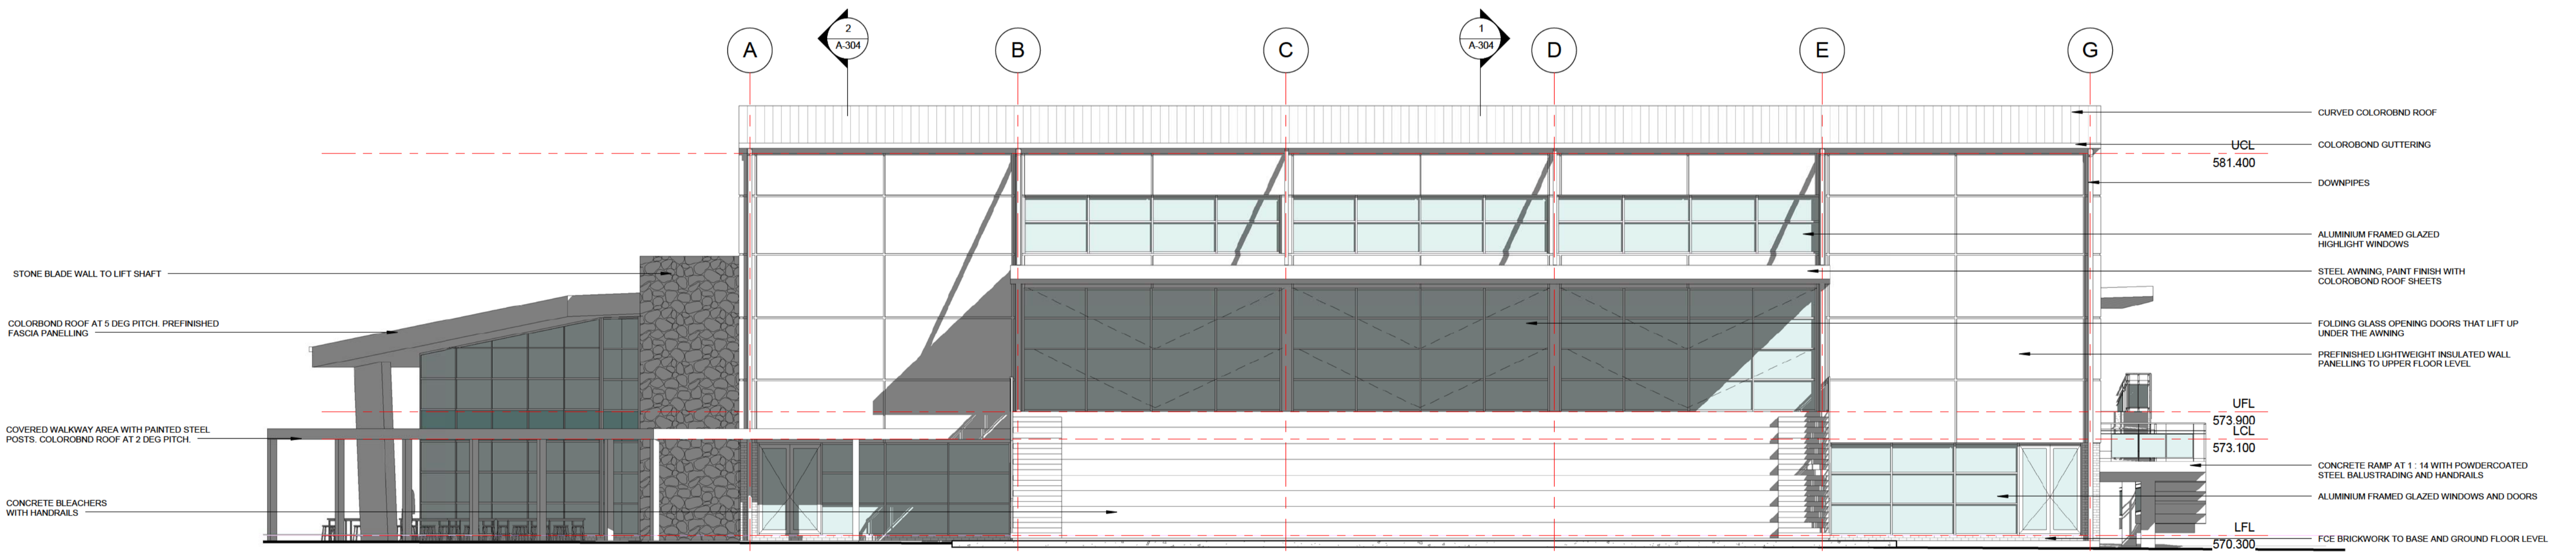 A
2
A-304
B
C
1
A-304
D
E
G
CURVED COLOROBND ROOF
UCL
581.400
COLOROBOND GUTTERING
DOWNPIPES
ALUMINIUM FRAMED GLAZED
HIGHLIGHT WINDOWS
STEEL AWNING, PAINT FINISH WITH
COLOROBOND ROOF SHEETS
FOLDING GLASS OPENING DOORS THAT LIFT UP
UNDER THE AWNING
PREFINISHED LIGHTWEIGHT INSULATED WALL
PANELLING TO UPPER FLOOR LEVEL
UFL
573.900
LCL
573.100
CONCRETE RAMP AT 1 : 14 WITH POWDERCOATED
STEEL BALUSTRADING AND HANDRAILS
ALUMINIUM FRAMED GLAZED WINDOWS AND DOORS
LFL
570.300
FCE BRICKWORK TO BASE AND GROUND FLOOR LEVEL
STONE BLADE WALL TO LIFT SHAFT
COLORBOND ROOF AT 5 DEG PITCH. PREFINISHED
FASCIA PANELLING
COVERED WALKWAY AREA WITH PAINTED STEEL
POSTS. COLOROBND ROOF AT 2 DEG PITCH.
CONCRETE BLEACHERS
WITH HANDRAILS